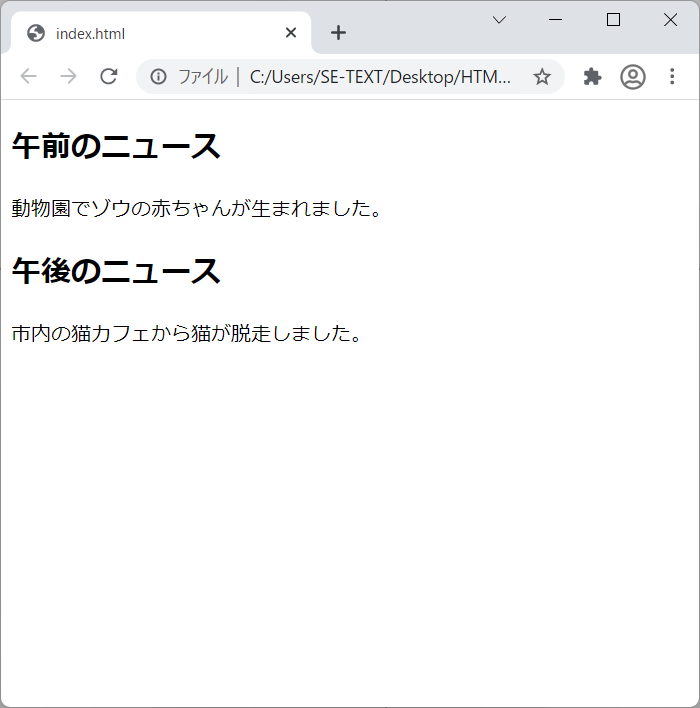 index.html
ファイル | C:/Users/SE-TEXT/Desktop/HTM...
午前のニュース
動物園でゾウの赤ちゃんが生まれました。
午後のニュース
市内の猫カフェから猫が脱走しました。